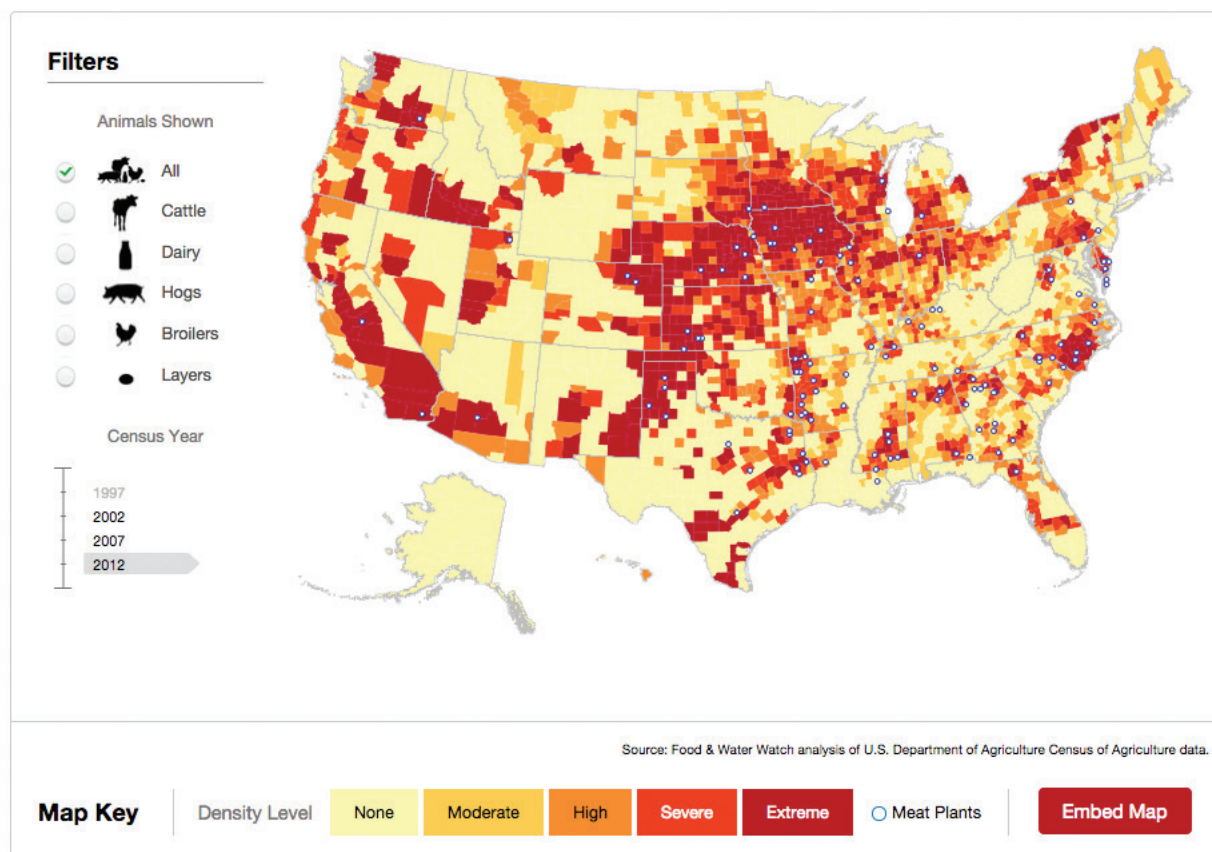 Filters
Animals Shown
All
Cattle
Dairy
Hogs
Broilers
Layers
Census Year
1997
2002
2007
2012
Source: Food & Water Watch analysis of U.S. Department of Agriculture Census of Agriculture data.
Map Key
Density Level
None
Moderate
High
Severe
Extreme
Meat Plants
Embed Map